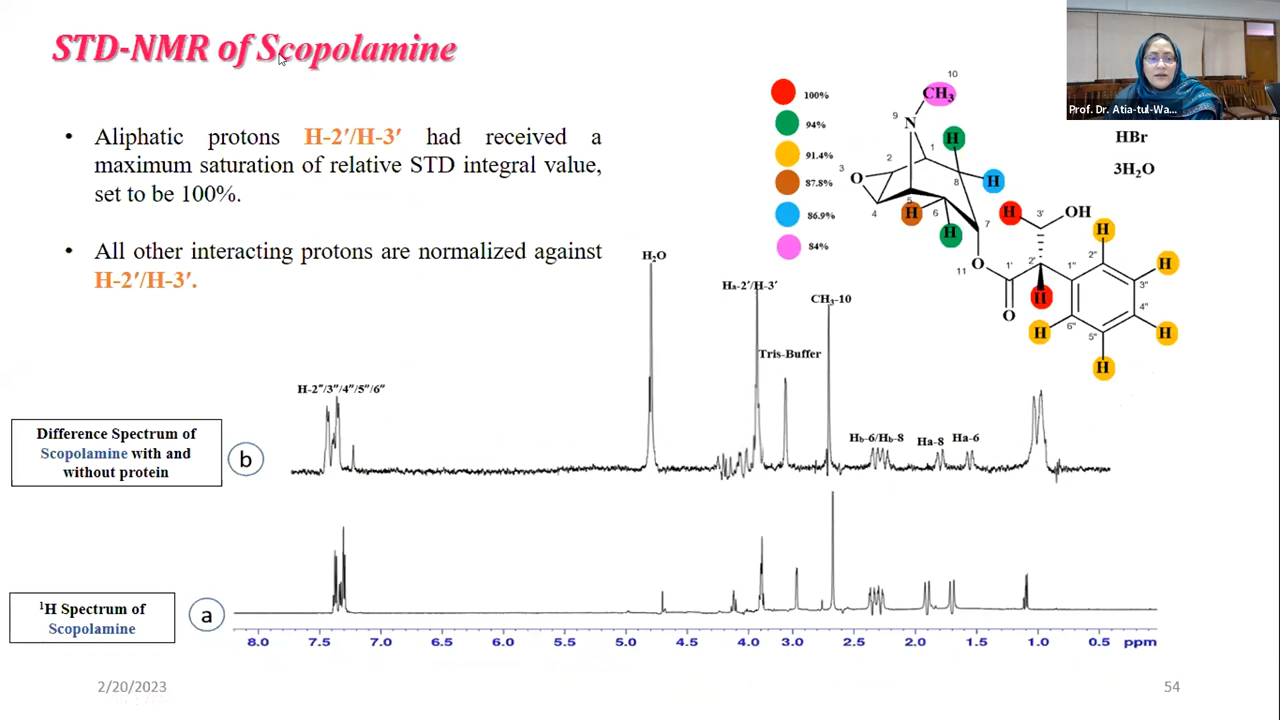 STD-NMR of Scopolamine
• Aliphatic protons H-2′/H-3′ had received a
maximum saturation of relative STD integral value,
set to be 100%.
• All other interacting protons are normalized against
H-2′/H-3′.
100%
94%
91.4%
87.8%
86.9%
84%
10
CH₃
9
N
H
1
2
3
O
8
H
4
5
H
6
H
7
H
3'
OH
O
11
1'
2'
H
O
1"
2"
H
H
3"
4"
H
5"
H
6"
H
Prof. Dr. Atia-tul-Wa...
HBr
3H₂O
H₂O
Hₐ-2′/H-3′
CH₃-10
Tris-Buffer
H-2″/3″/4″/5″/6″
H_b-6/H_b-8
Ha-8
Ha-6
Difference Spectrum of
Scopolamine with and
without protein
b
¹H Spectrum of
Scopolamine
a
8.0 7.5 7.0 6.5 6.0 5.5 5.0 4.5 4.0 3.0 2.5 2.0 1.5 1.0 0.5 ppm
2/20/2023
54